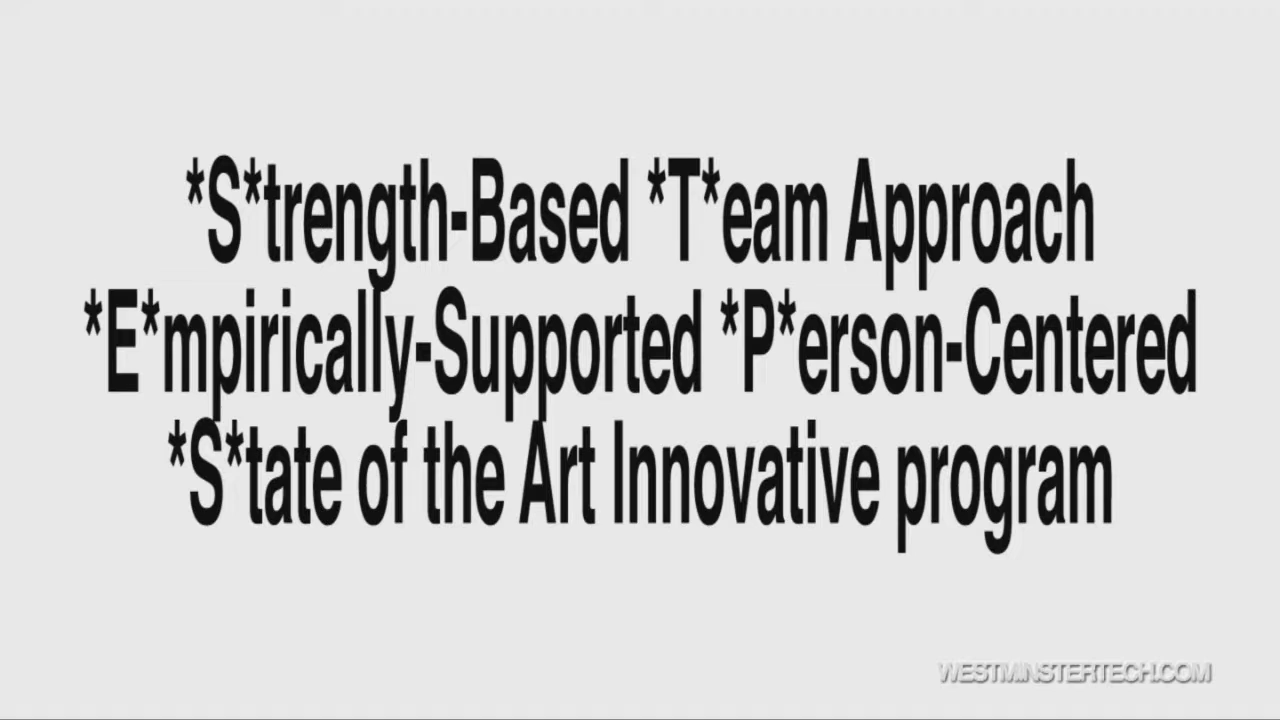 *S*trength-Based *T*eam Approach
*E*mpirically-Supported *P*erson-Centered
*S*tate of the Art Innovative program
WESTMINSTERTECH.COM